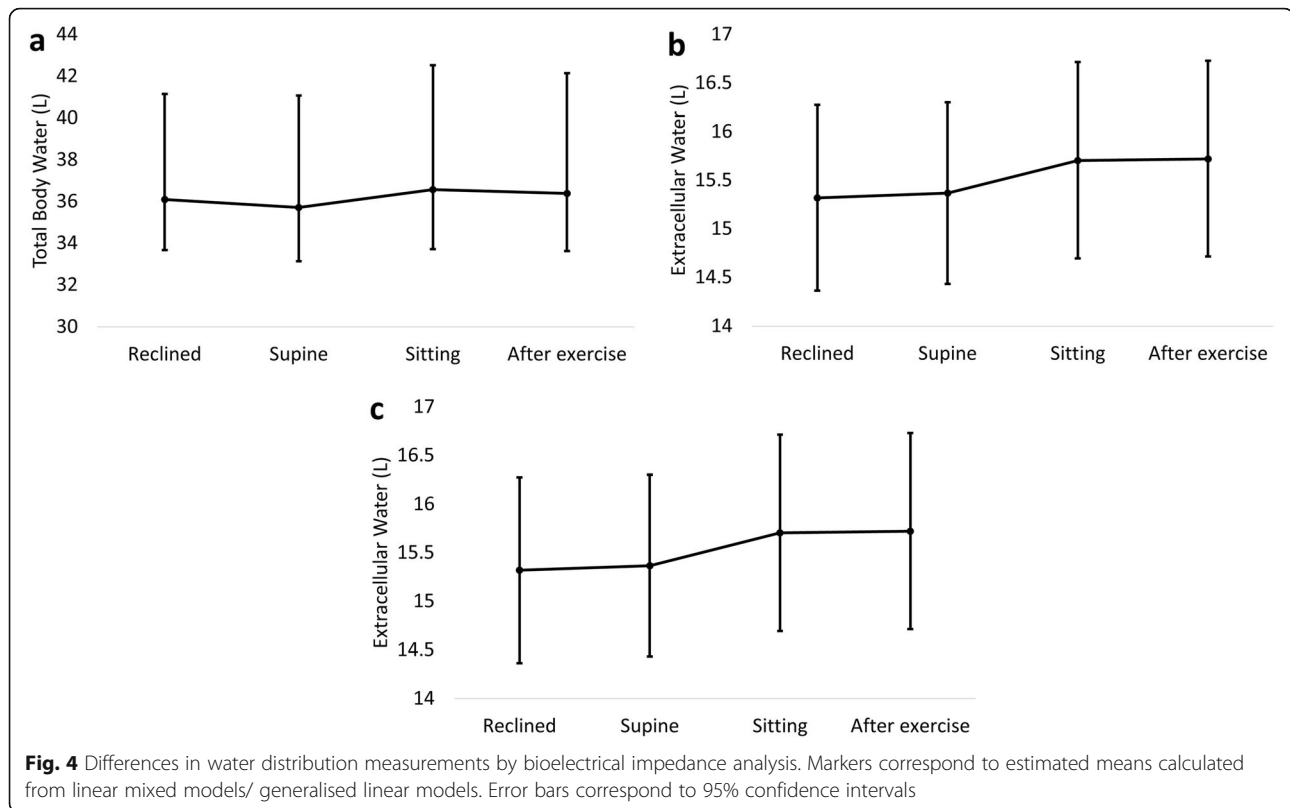 a
44
42
40
38
36
34
32
30
Total Body Water (L)
Reclined Supine Sitting After exercise
b
17
16.5
16
15.5
15
14.5
14
Extracellular Water (L)
Reclined Supine Sitting After exercise
c
17
16.5
16
15.5
15
14.5
14
Extracellular Water (L)
Reclined Supine Sitting After exercise
Fig. 4 Differences in water distribution measurements by bioelectrical impedance analysis. Markers correspond to estimated means calculated
from linear mixed models/ generalised linear models. Error bars correspond to 95% confidence intervals